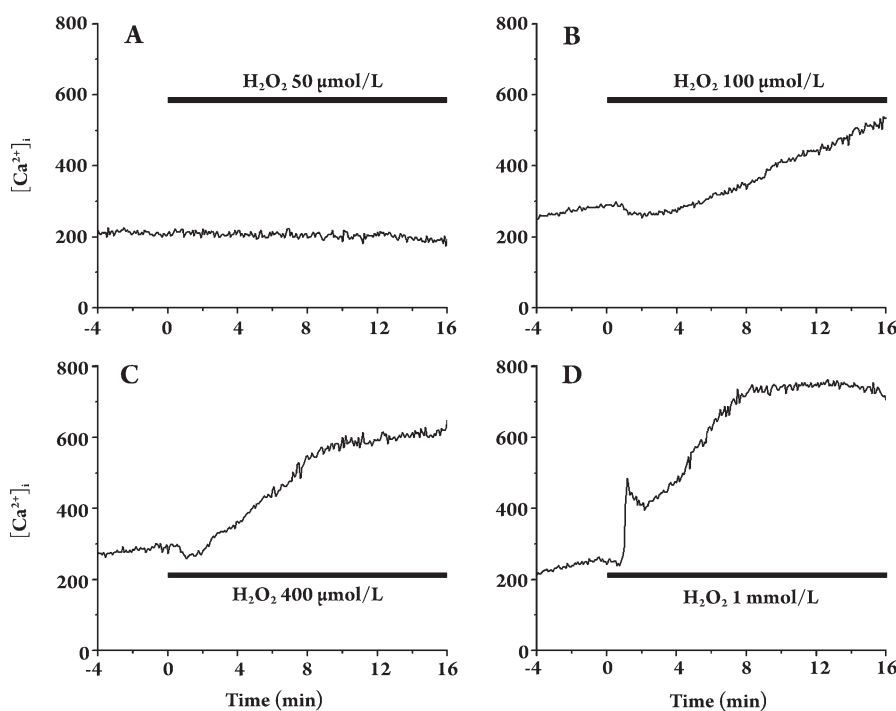 A
H₂O₂ 50 µmol/L
[Ca²⁺]ᵢ
800
600
400
200
0
-4 0 4 8 12 16
B
H₂O₂ 100 µmol/L
800
600
400
200
0
-4 0 4 8 12 16
C
H₂O₂ 400 µmol/L
[Ca²⁺]ᵢ
800
600
400
200
0
-4 0 4 8 12 16
Time (min)
D
H₂O₂ 1 mmol/L
800
600
400
200
0
-4 0 4 8 12 16
Time (min)